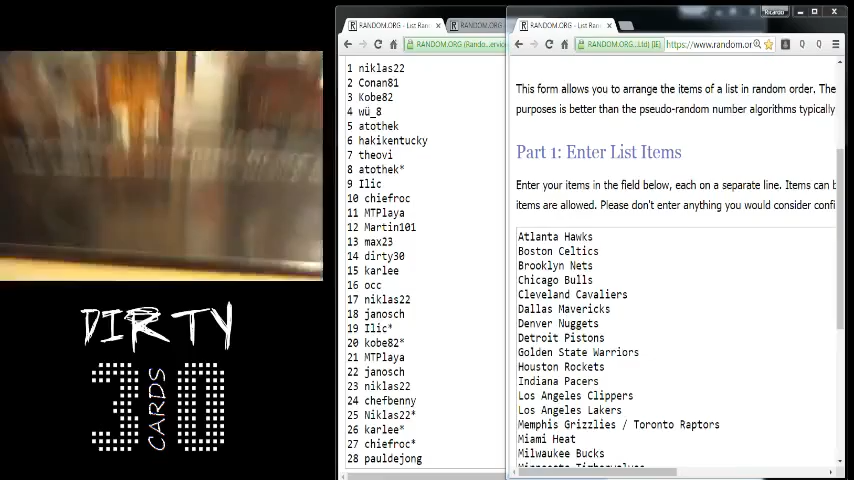 Ricardo
RANDOM.ORG - List Ran
RANDOM.ORG
RANDOM.ORG - List Ran
RANDOM.ORG (Rando
https://www.random.or
1 niklas22
2 Conan81
3 Kobe82
4 wü_8
5 atothek
6 hakikentucky
7 theovi
8 atothek*
9 Ilic
10 chiefroc
11 MTPlaya
12 Martin101
13 max23
14 dirty30
15 karlee
16 occ
17 niklas22
18 janosch
19 Ilic*
20 kobe82*
21 MTPlaya
22 janosch
23 niklas22
24 chefbenny
25 Niklas22*
26 karlee*
27 chiefroc*
28 pauldejong
This form allows you to arrange the items of a list in random order. The
purposes is better than the pseudo-random number algorithms typically
Part 1: Enter List Items
Enter your items in the field below, each on a separate line. Items can b
items are allowed. Please don't enter anything you would consider confi
Atlanta Hawks
Boston Celtics
Brooklyn Nets
Chicago Bulls
Cleveland Cavaliers
Dallas Mavericks
Denver Nuggets
Detroit Pistons
Golden State Warriors
Houston Rockets
Indiana Pacers
Los Angeles Clippers
Los Angeles Lakers
Memphis Grizzlies / Toronto Raptors
Miami Heat
Milwaukee Bucks
DIRTY
30
CARDS